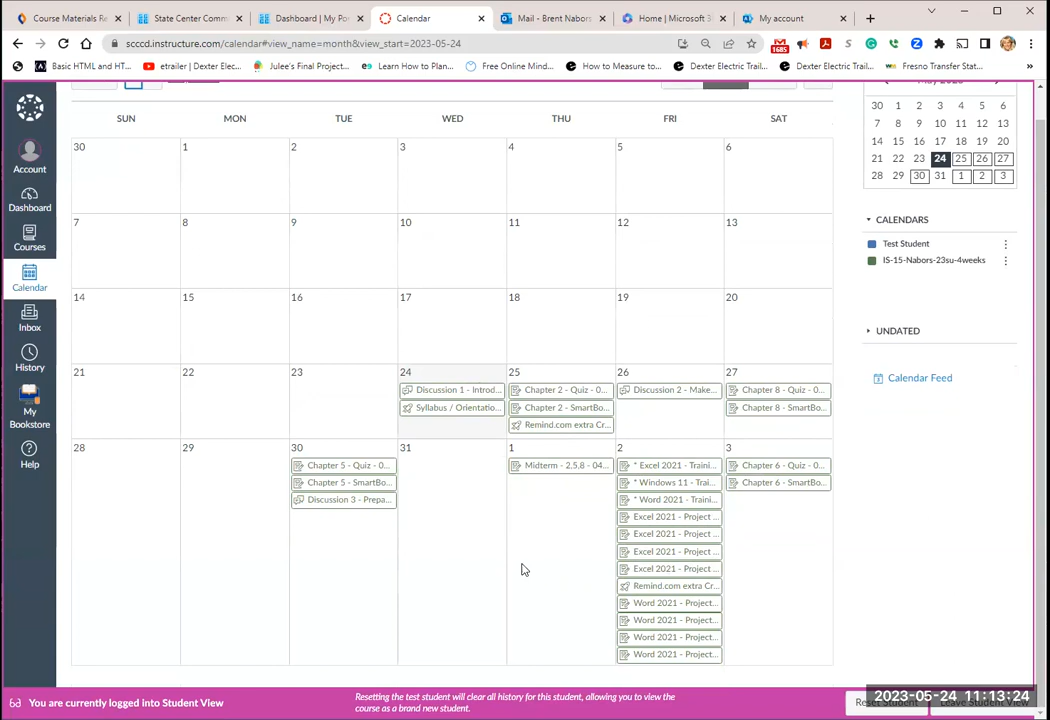 Course Materials Re
State Center Comm
Dashboard | My Po
Calendar
Mail - Brent Nabors
Home | Microsoft 3
My account
scccd.instructure.com/calendar#view_name=month&view_start=2023-05-24
1685
Basic HTML and HT...
etrailer | Dexter Elec...
Julee's Final Project...
Learn How to Plan...
Free Online Mind...
How to Measure to...
Dexter Electric Trail...
Dexter Electric Trail...
Fresno Transfer Stat...
Account
Dashboard
Courses
Calendar
Inbox
History
My
Bookstore
Help
SUN MON TUE WED THU FRI SAT
30 1 2 3 4 5 6
7 8 9 10 11 12 13
14 15 16 17 18 19 20
21 22 23 24 25 26 27
Discussion 1 - Introd...
Syllabus / Orientatio...
Chapter 2 - Quiz - 0...
Chapter 2 - SmartBo...
Remind.com extra Cr...
Discussion 2 - Make...
Chapter 8 - Quiz - 0...
Chapter 8 - SmartBo...
28 29 30 31 1 2 3
Chapter 5 - Quiz - 0...
Chapter 5 - SmartBo...
Discussion 3 - Prepa...
Midterm - 2,5,8 - 04...
* Excel 2021 - Traini...
* Windows 11 - Trai...
* Word 2021 - Traini...
Excel 2021 - Project ...
Excel 2021 - Project ...
Excel 2021 - Project ...
Excel 2021 - Project ...
Remind.com extra Cr...
Word 2021 - Project...
Word 2021 - Project...
Word 2021 - Project...
Word 2021 - Project...
Chapter 6 - Quiz - 0...
Chapter 6 - SmartBo...
30 1 2 3 4 5 6
7 8 9 10 11 12 13
14 15 16 17 18 19 20
21 22 23 24 25 26 27
28 29 30 31 1 2 3
CALENDARS
Test Student
IS-15-Nabors-23su-4weeks
UNDATED
Calendar Feed
You are currently logged into Student View
Resetting the test student will clear all history for this student, allowing you to view the
course as a brand new student.
Reset Student
Leave Student View
2023-05-24 11:13:24